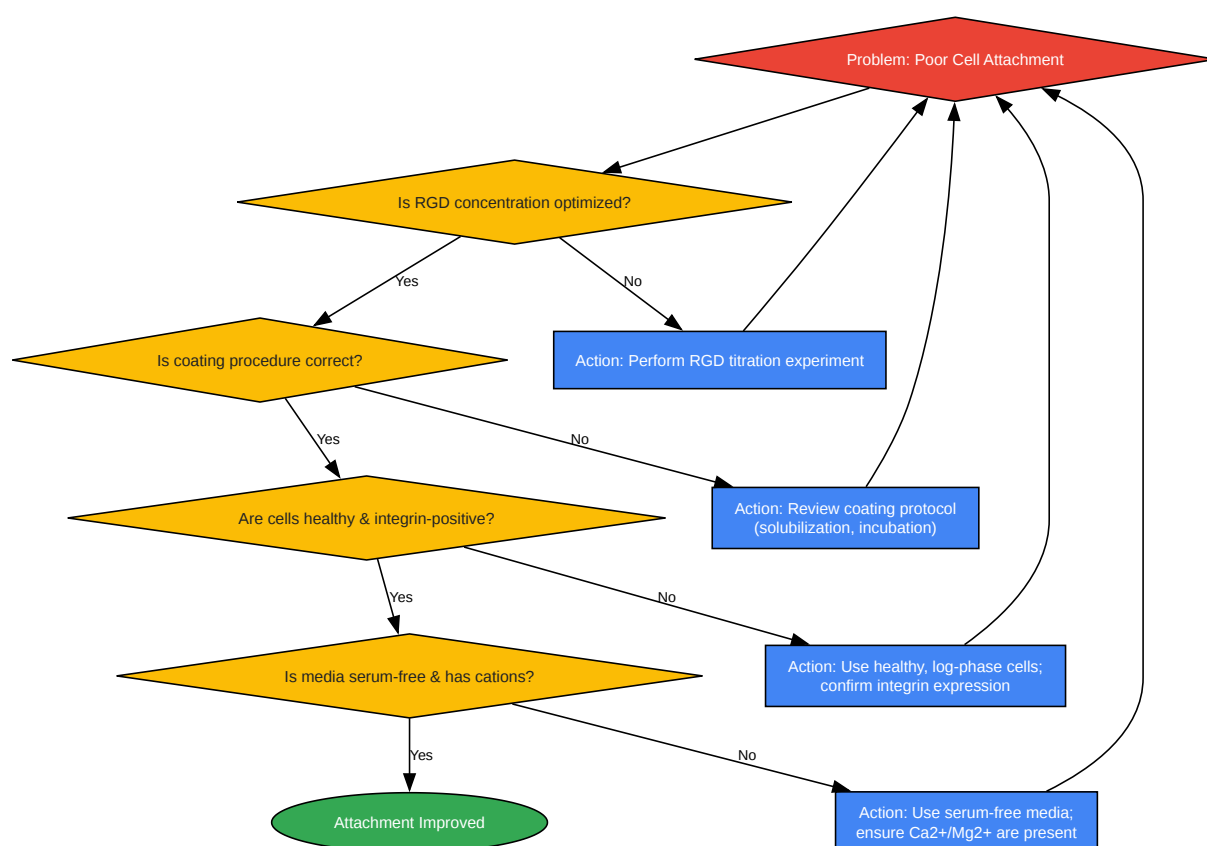 Problem: Poor Cell Attachment
Is RGD concentration optimized?
Yes
No
Is coating procedure correct?
Action: Perform RGD titration experiment
Yes
No
Are cells healthy & integrin-positive?
Action: Review coating protocol
(solubilization, incubation)
Yes
No
Is media serum-free & has cations?
Action: Use healthy, log-phase cells;
confirm integrin expression
Yes
No
Attachment Improved
Action: Use serum-free media;
ensure Ca2+/Mg2+ are present